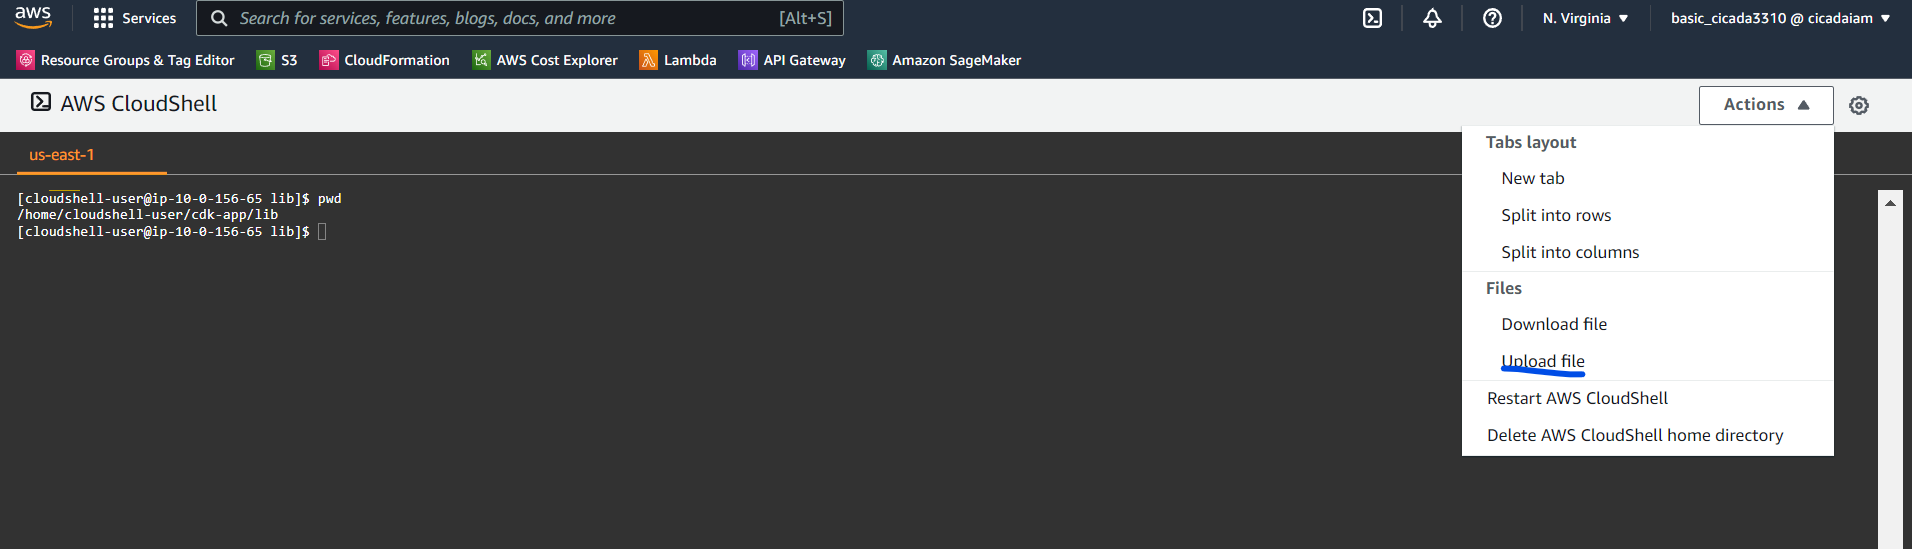 aws Services Search for services, features, blogs, docs, and more [Alt+S] N. Virginia basic_cicada3310 @ cicadaiam
Resource Groups & Tag Editor S3 CloudFormation AWS Cost Explorer Lambda API Gateway Amazon SageMaker
AWS CloudShell Actions
us-east-1
[cloudshell-user@ip-10-0-156-65 lib]$ pwd
/home/cloudshell-user/cdk-app/lib
[cloudshell-user@ip-10-0-156-65 lib]$
Tabs layout
New tab
Split into rows
Split into columns
Files
Download file
Upload file
Restart AWS CloudShell
Delete AWS CloudShell home directory